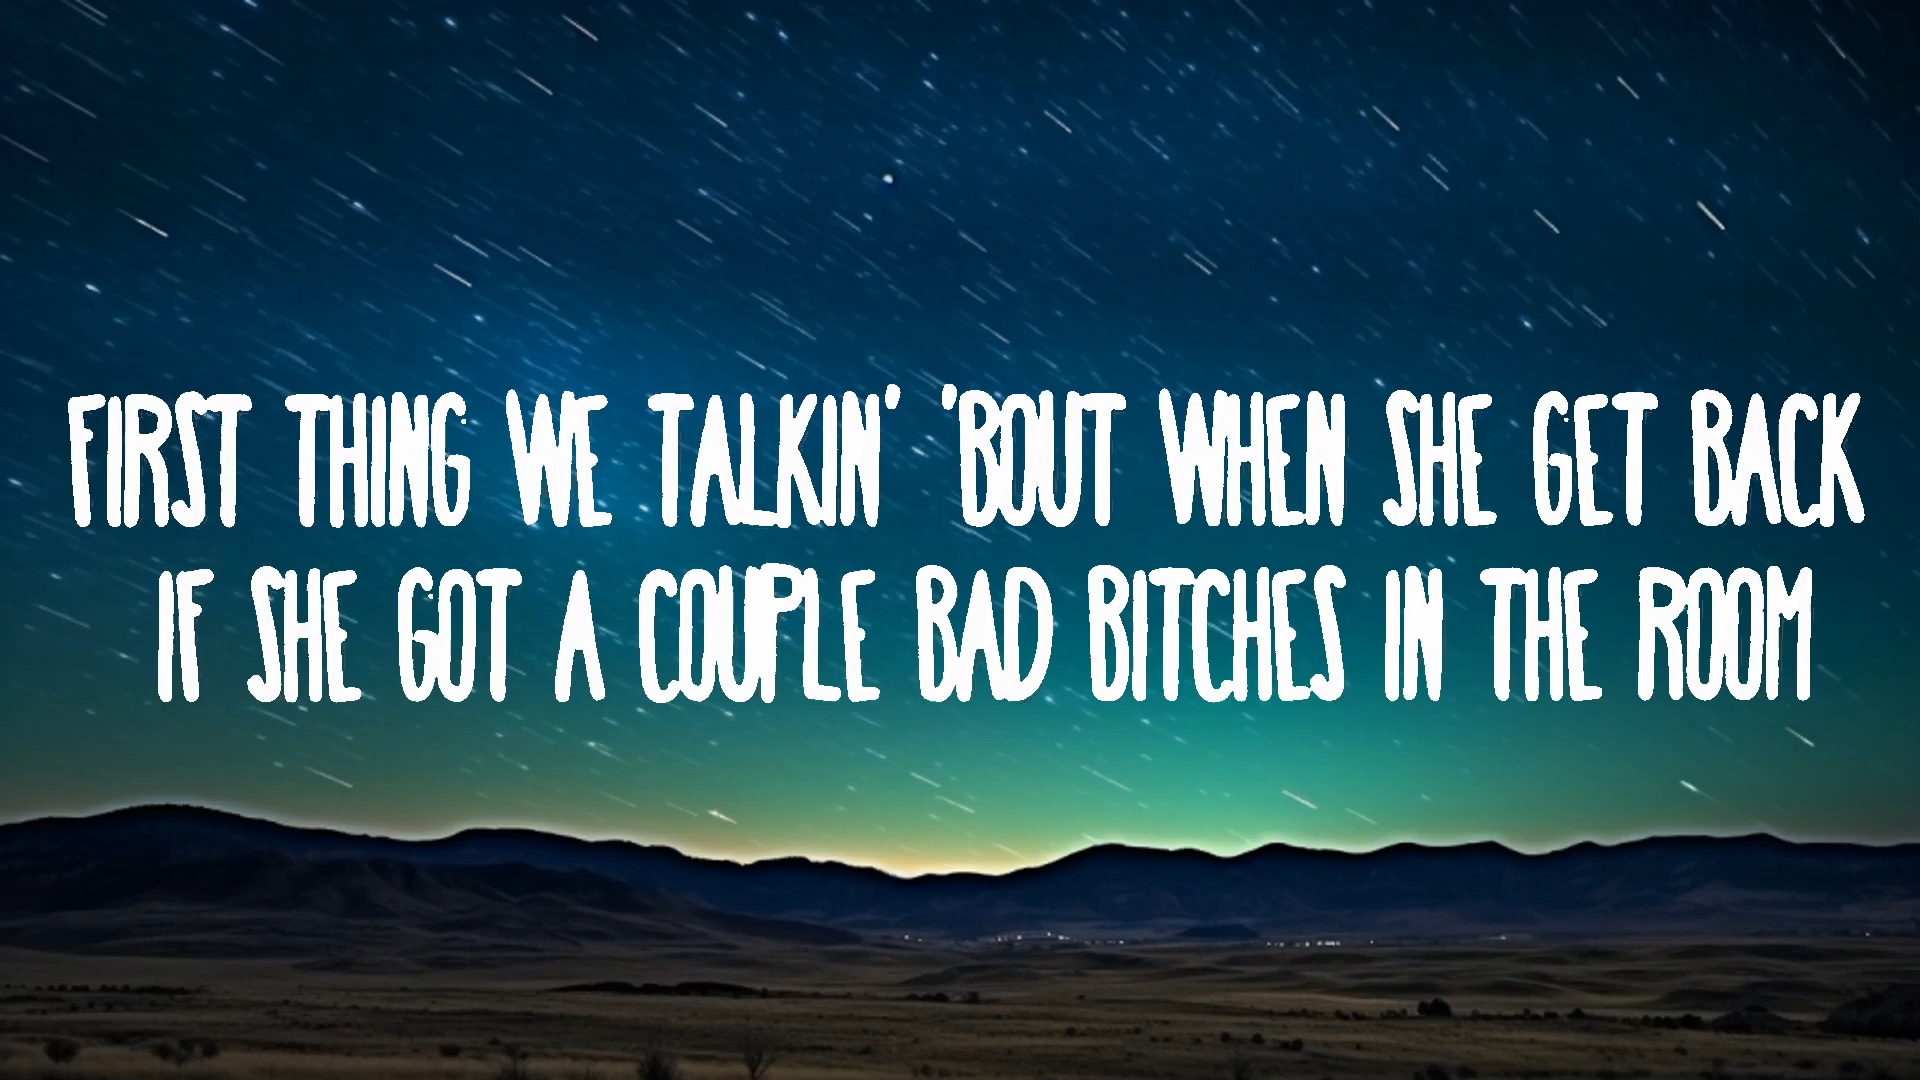 FIRST THING WE TALKIN' 'BOUT WHEN SHE GET BACK
IF SHE GOT A COUPLE BAD BITCHES IN THE ROOM